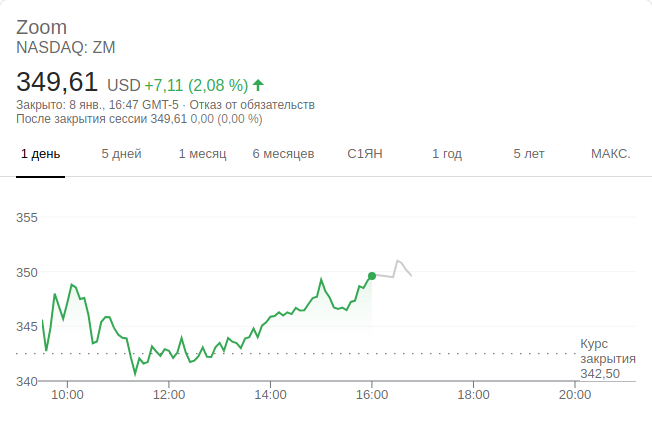 Zoom
NASDAQ: ZM
349,61 USD +7,11 (2,08 %)
Закрыто: 8 янв., 16:47 GMT-5 · Отказ от обязательств
После закрытия сессии 349,61 0,00 (0,00 %)
1 день 5 дней 1 месяц 6 месяцев С1ЯН 1 год 5 лет МАКС.
355
350
345
Курс
закрытия
342,50
340
10:00 12:00 14:00 16:00 18:00 20:00